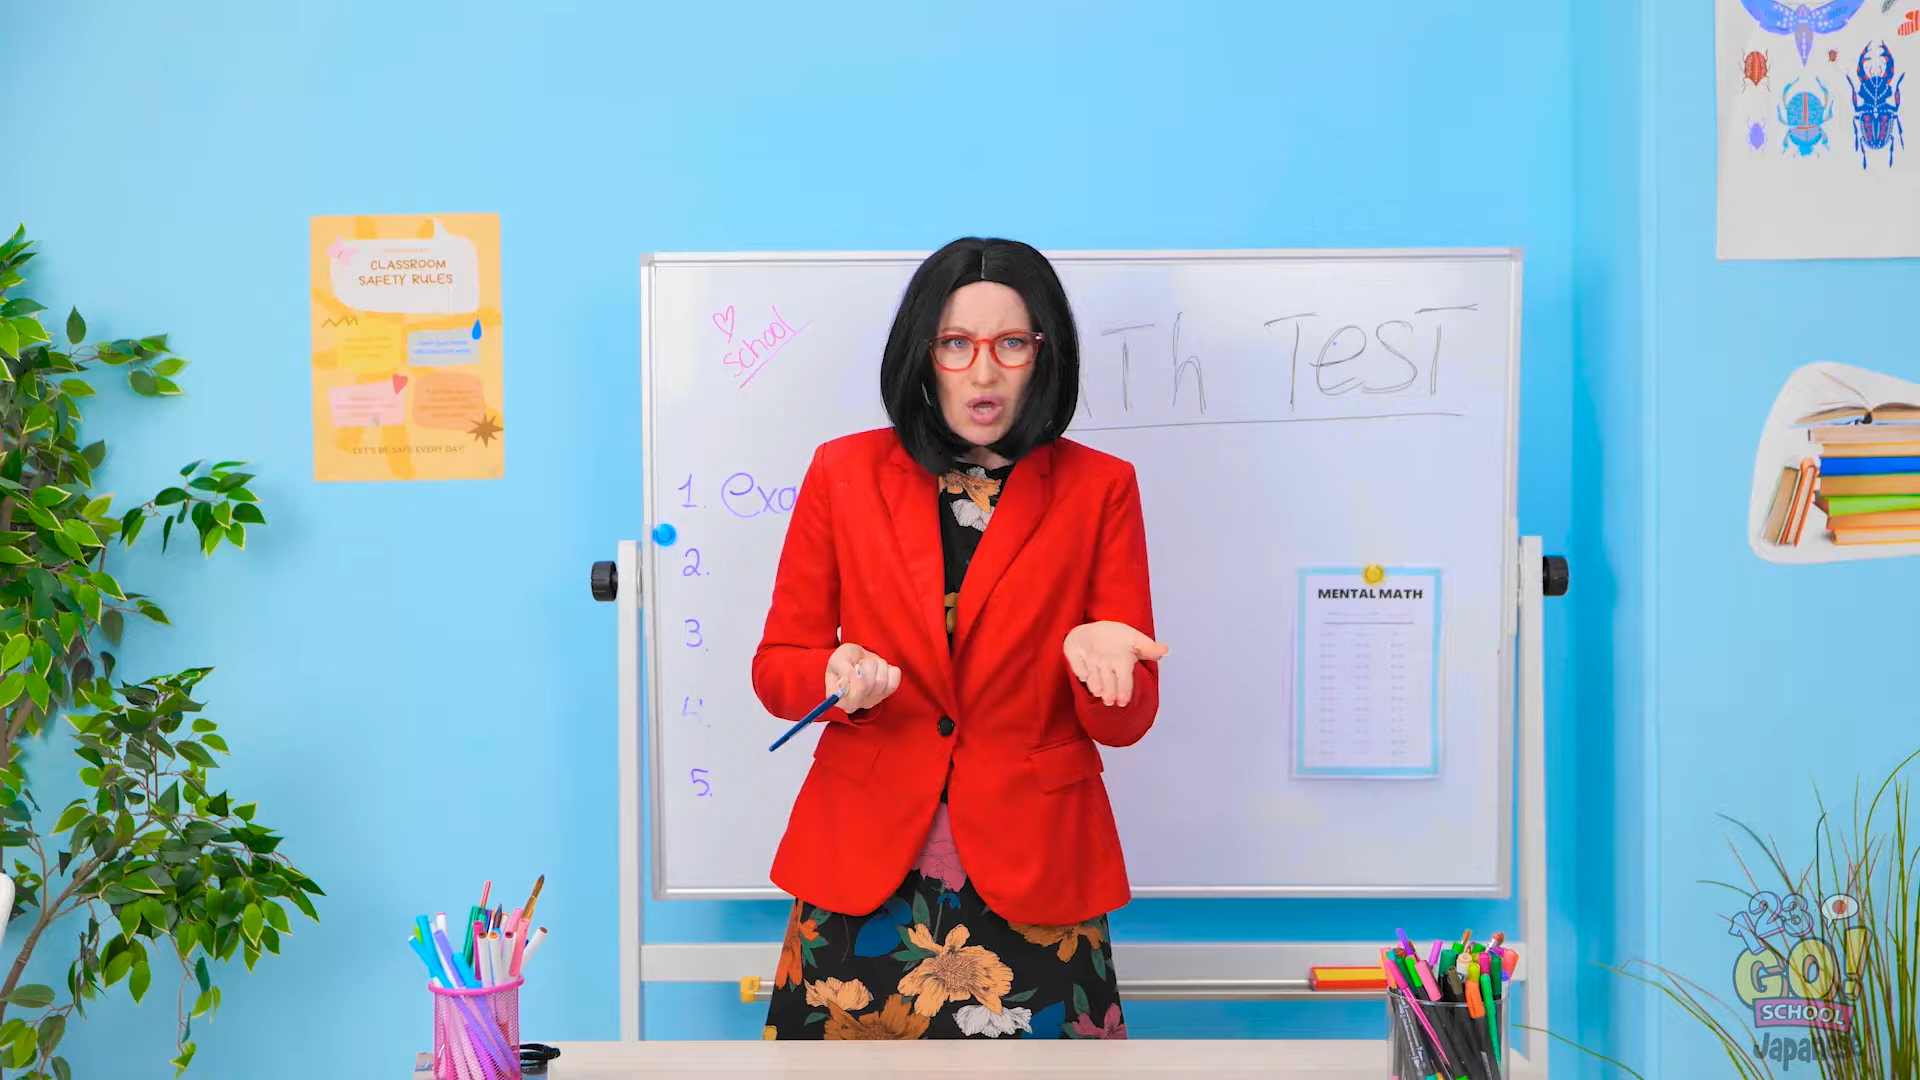 CLASSROOM
SAFETY RULES
LET'S BE SAFE EVERY DAY!
school
TH TEST
1. Exa
2.
3.
4.
5.
MENTAL MATH
123
GO!
SCHOOL
Japanese